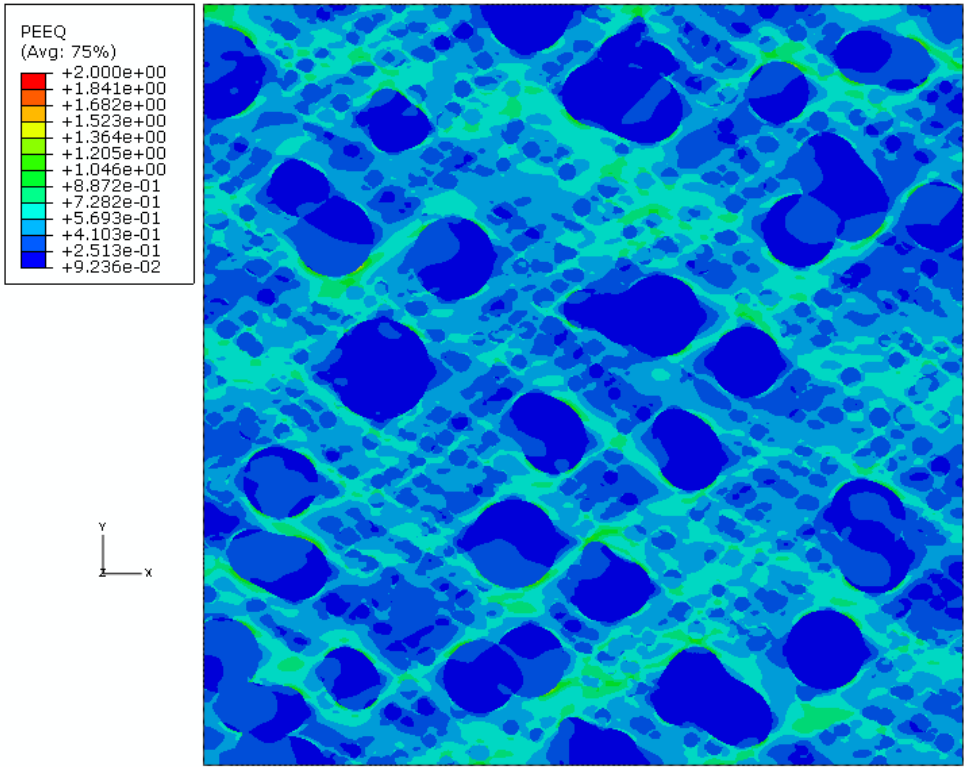 PEEQ
(Avg: 75%)
+2.000e+00
+1.841e+00
+1.682e+00
+1.523e+00
+1.364e+00
+1.205e+00
+1.046e+00
+8.872e-01
+7.282e-01
+5.693e-01
+4.103e-01
+2.513e-01
+9.236e-02
Y
Z X